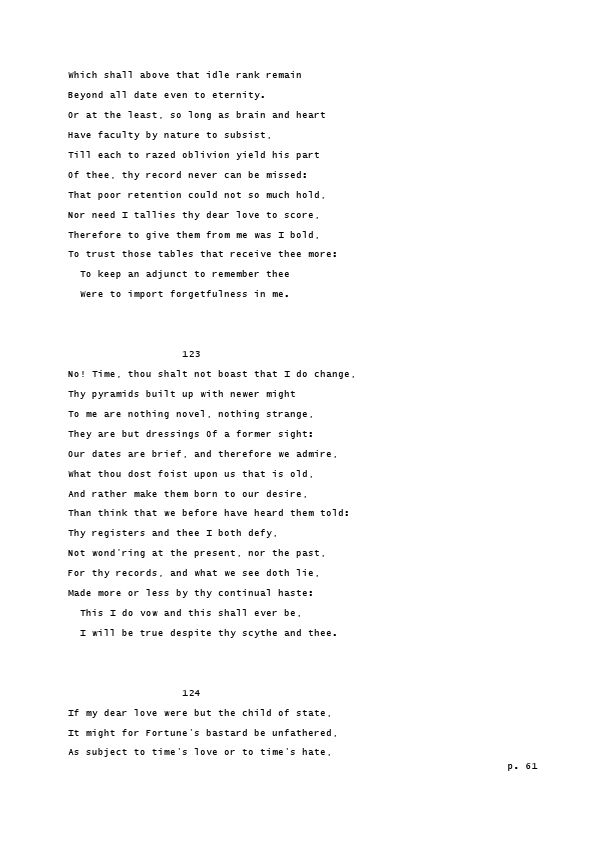 Which shall above that idle rank remain
Beyond all date even to eternity.
Or at the least, so long as brain and heart
Have faculty by nature to subsist,
Till each to razed oblivion yield his part
Of thee, thy record never can be missed:
That poor retention could not so much hold,
Nor need I tallies thy dear love to score,
Therefore to give them from me was I bold,
To trust those tables that receive thee more:
  To keep an adjunct to remember thee
  Were to import forgetfulness in me.
                   123
No! Time, thou shalt not boast that I do change,
Thy pyramids built up with newer might
To me are nothing novel, nothing strange,
They are but dressings Of a former sight:
Our dates are brief, and therefore we admire,
What thou dost foist upon us that is old,
And rather make them born to our desire,
Than think that we before have heard them told:
Thy registers and thee I both defy,
Not wond'ring at the present, nor the past,
For thy records, and what we see doth lie,
Made more or less by thy continual haste:
  This I do vow and this shall ever be,
  I will be true despite thy scythe and thee.
                   124
If my dear love were but the child of state,
It might for Fortune's bastard be unfathered,
As subject to time's love or to time's hate,
p. 61